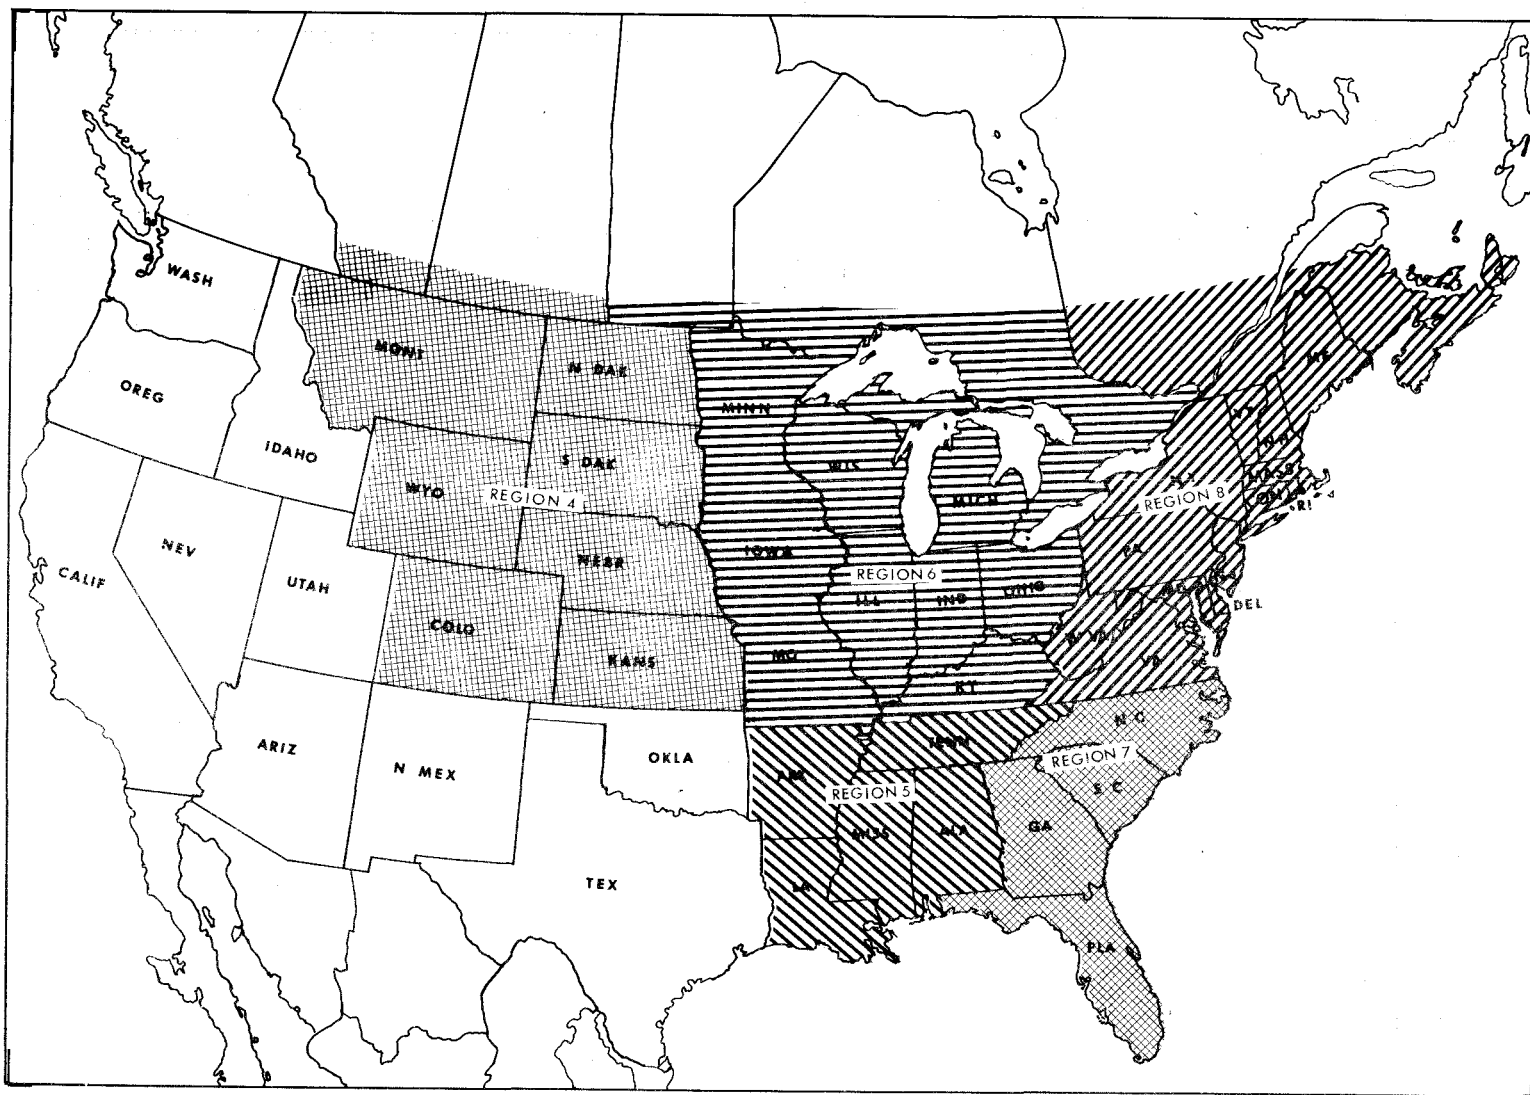 WASH
MONT
N DAK
ME
OREG
MINN
IDAHO
S DAK
WIS
N H
MASS
WYO
REGION 4
MICH
REGION 8
RI
NEV
NEBR
IOWA
PA
CALIF
UTAH
REGION 6
ILL
IND
OHIO
MD
DEL
COLO
KANS
MO
W VA
VA
KY
ARIZ
N MEX
OKLA
TENN
N C
REGION 7
ARK
REGION 5
S C
MISS
ALA
GA
TEX
LA
FLA